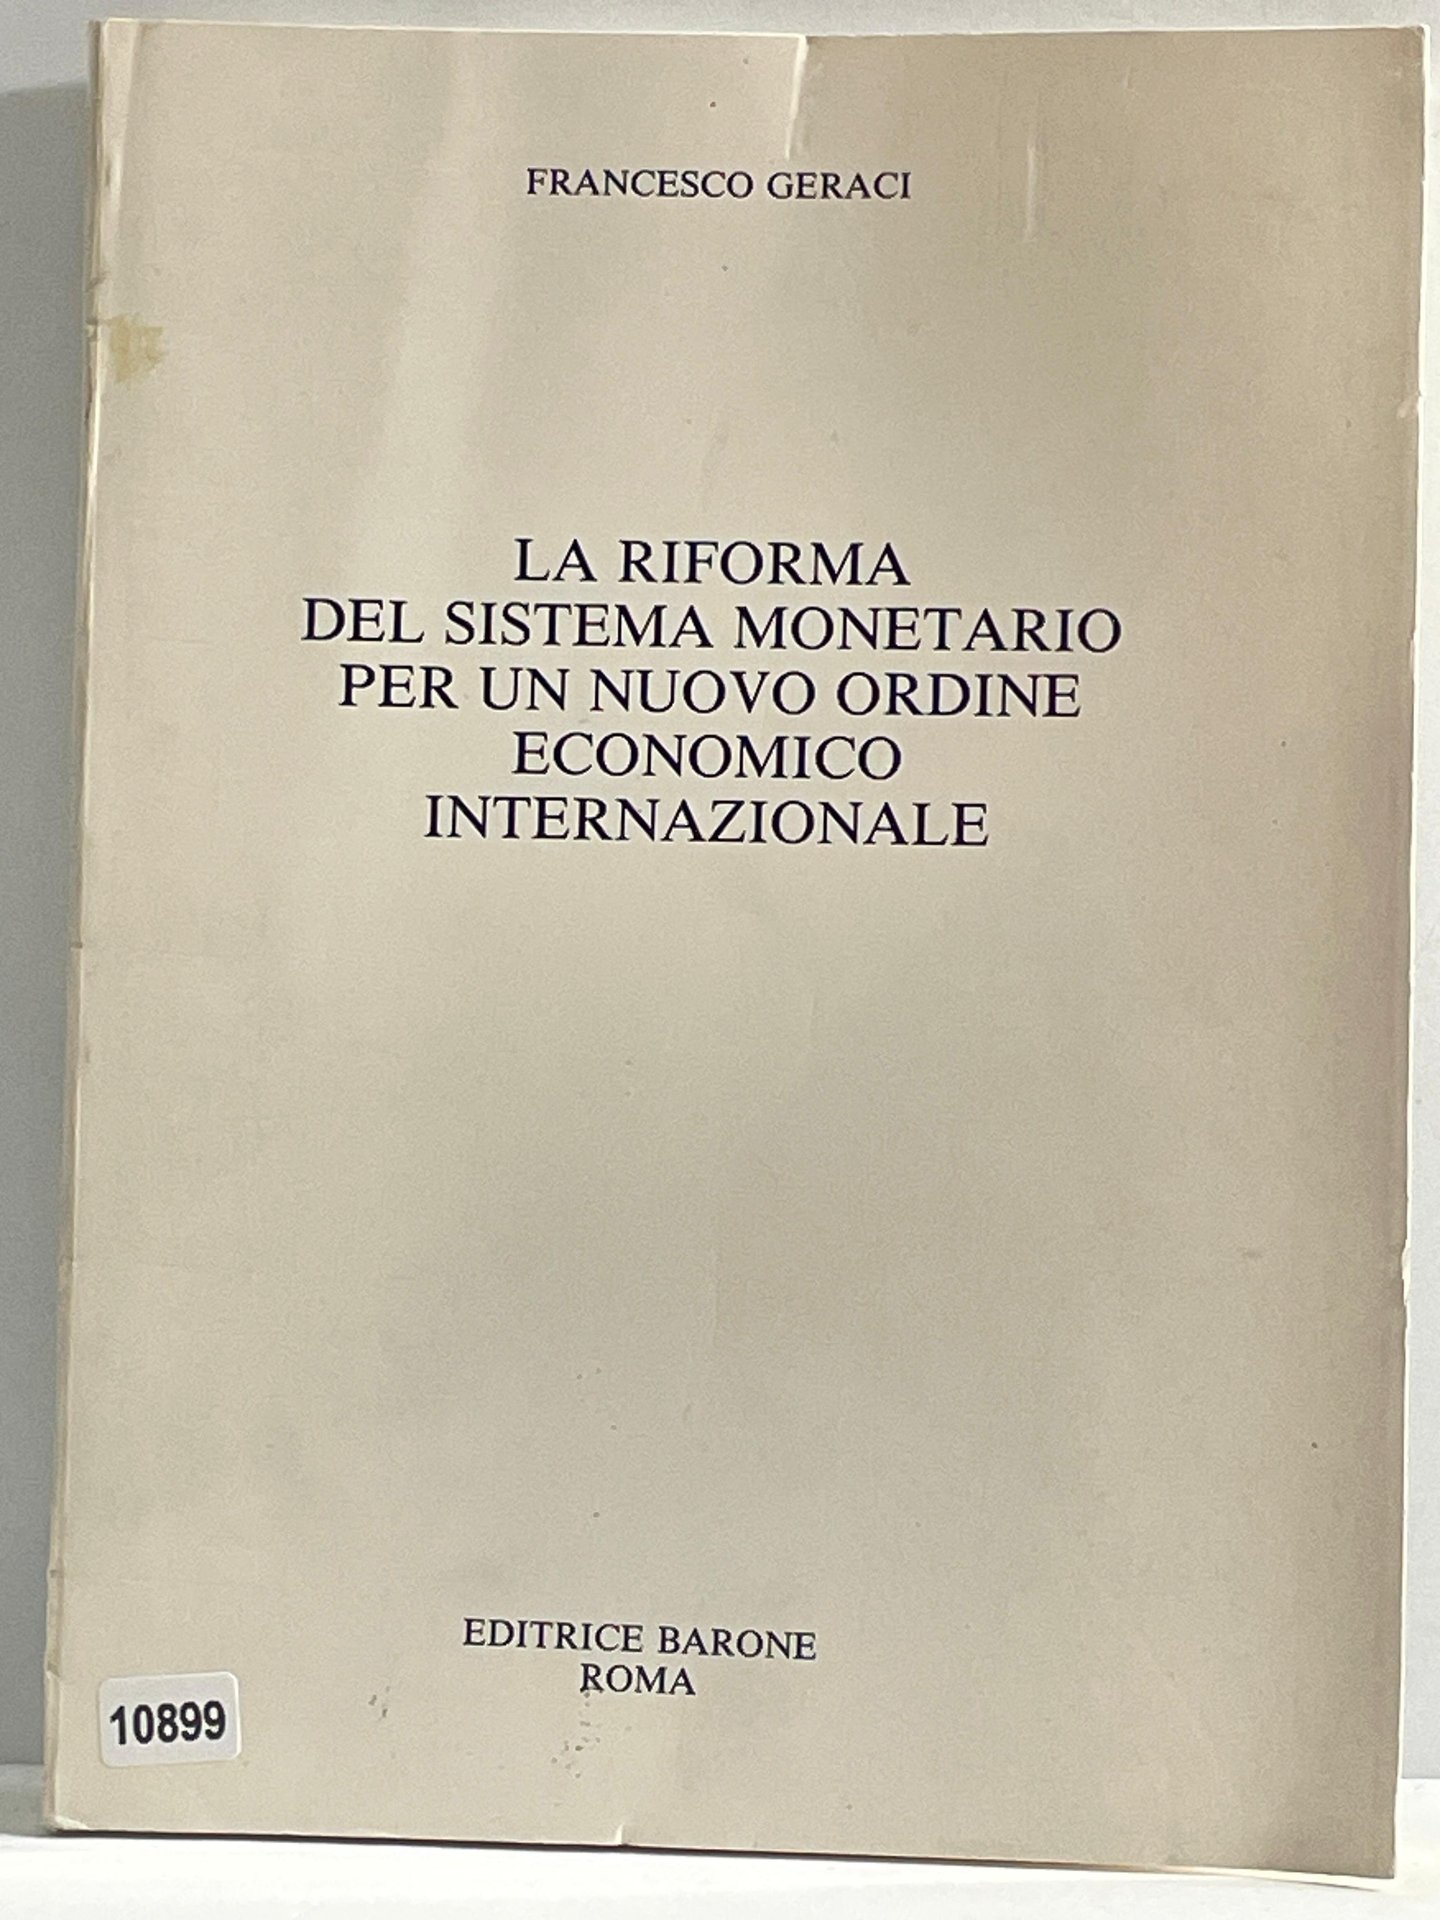 FRANCESCO GERACI
LA RIFORMA
DEL SISTEMA MONETARIO
PER UN NUOVO ORDINE
ECONOMICO
INTERNAZIONALE
EDITRICE BARONE
ROMA
10899